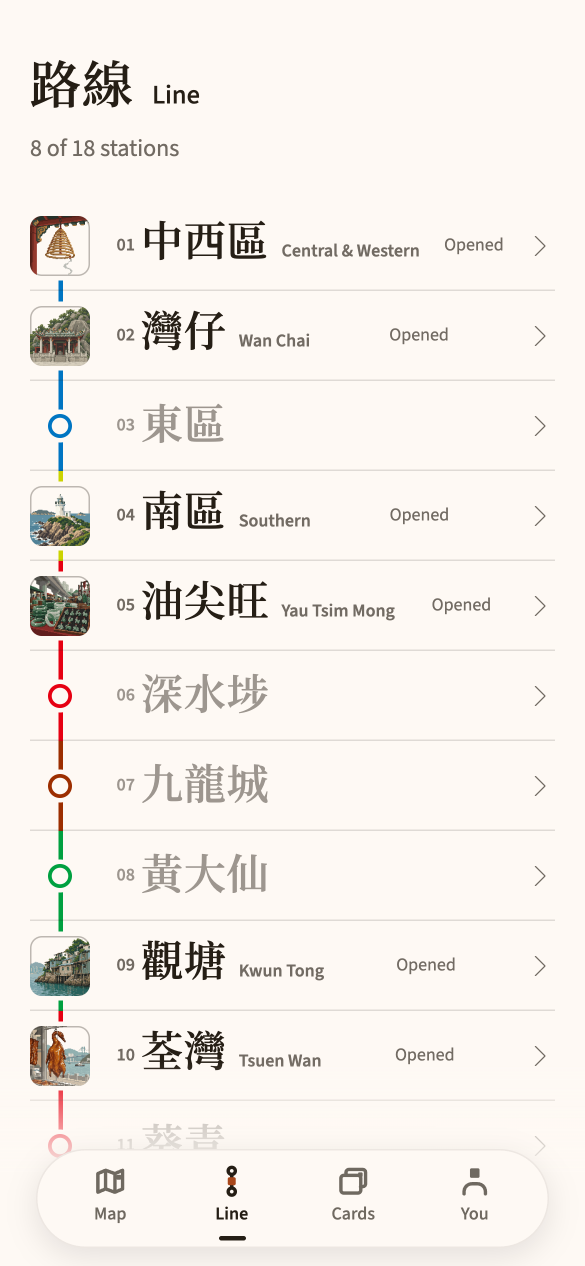 路線 Line
8 of 18 stations
01 中西區 Central & Western Opened
02 灣仔 Wan Chai Opened
03 東區
04 南區 Southern Opened
05 油尖旺 Yau Tsim Mong Opened
06 深水埗
07 九龍城
08 黃大仙
09 觀塘 Kwun Tong Opened
10 荃灣 Tsuen Wan Opened
11 葵青
Map Line Cards You